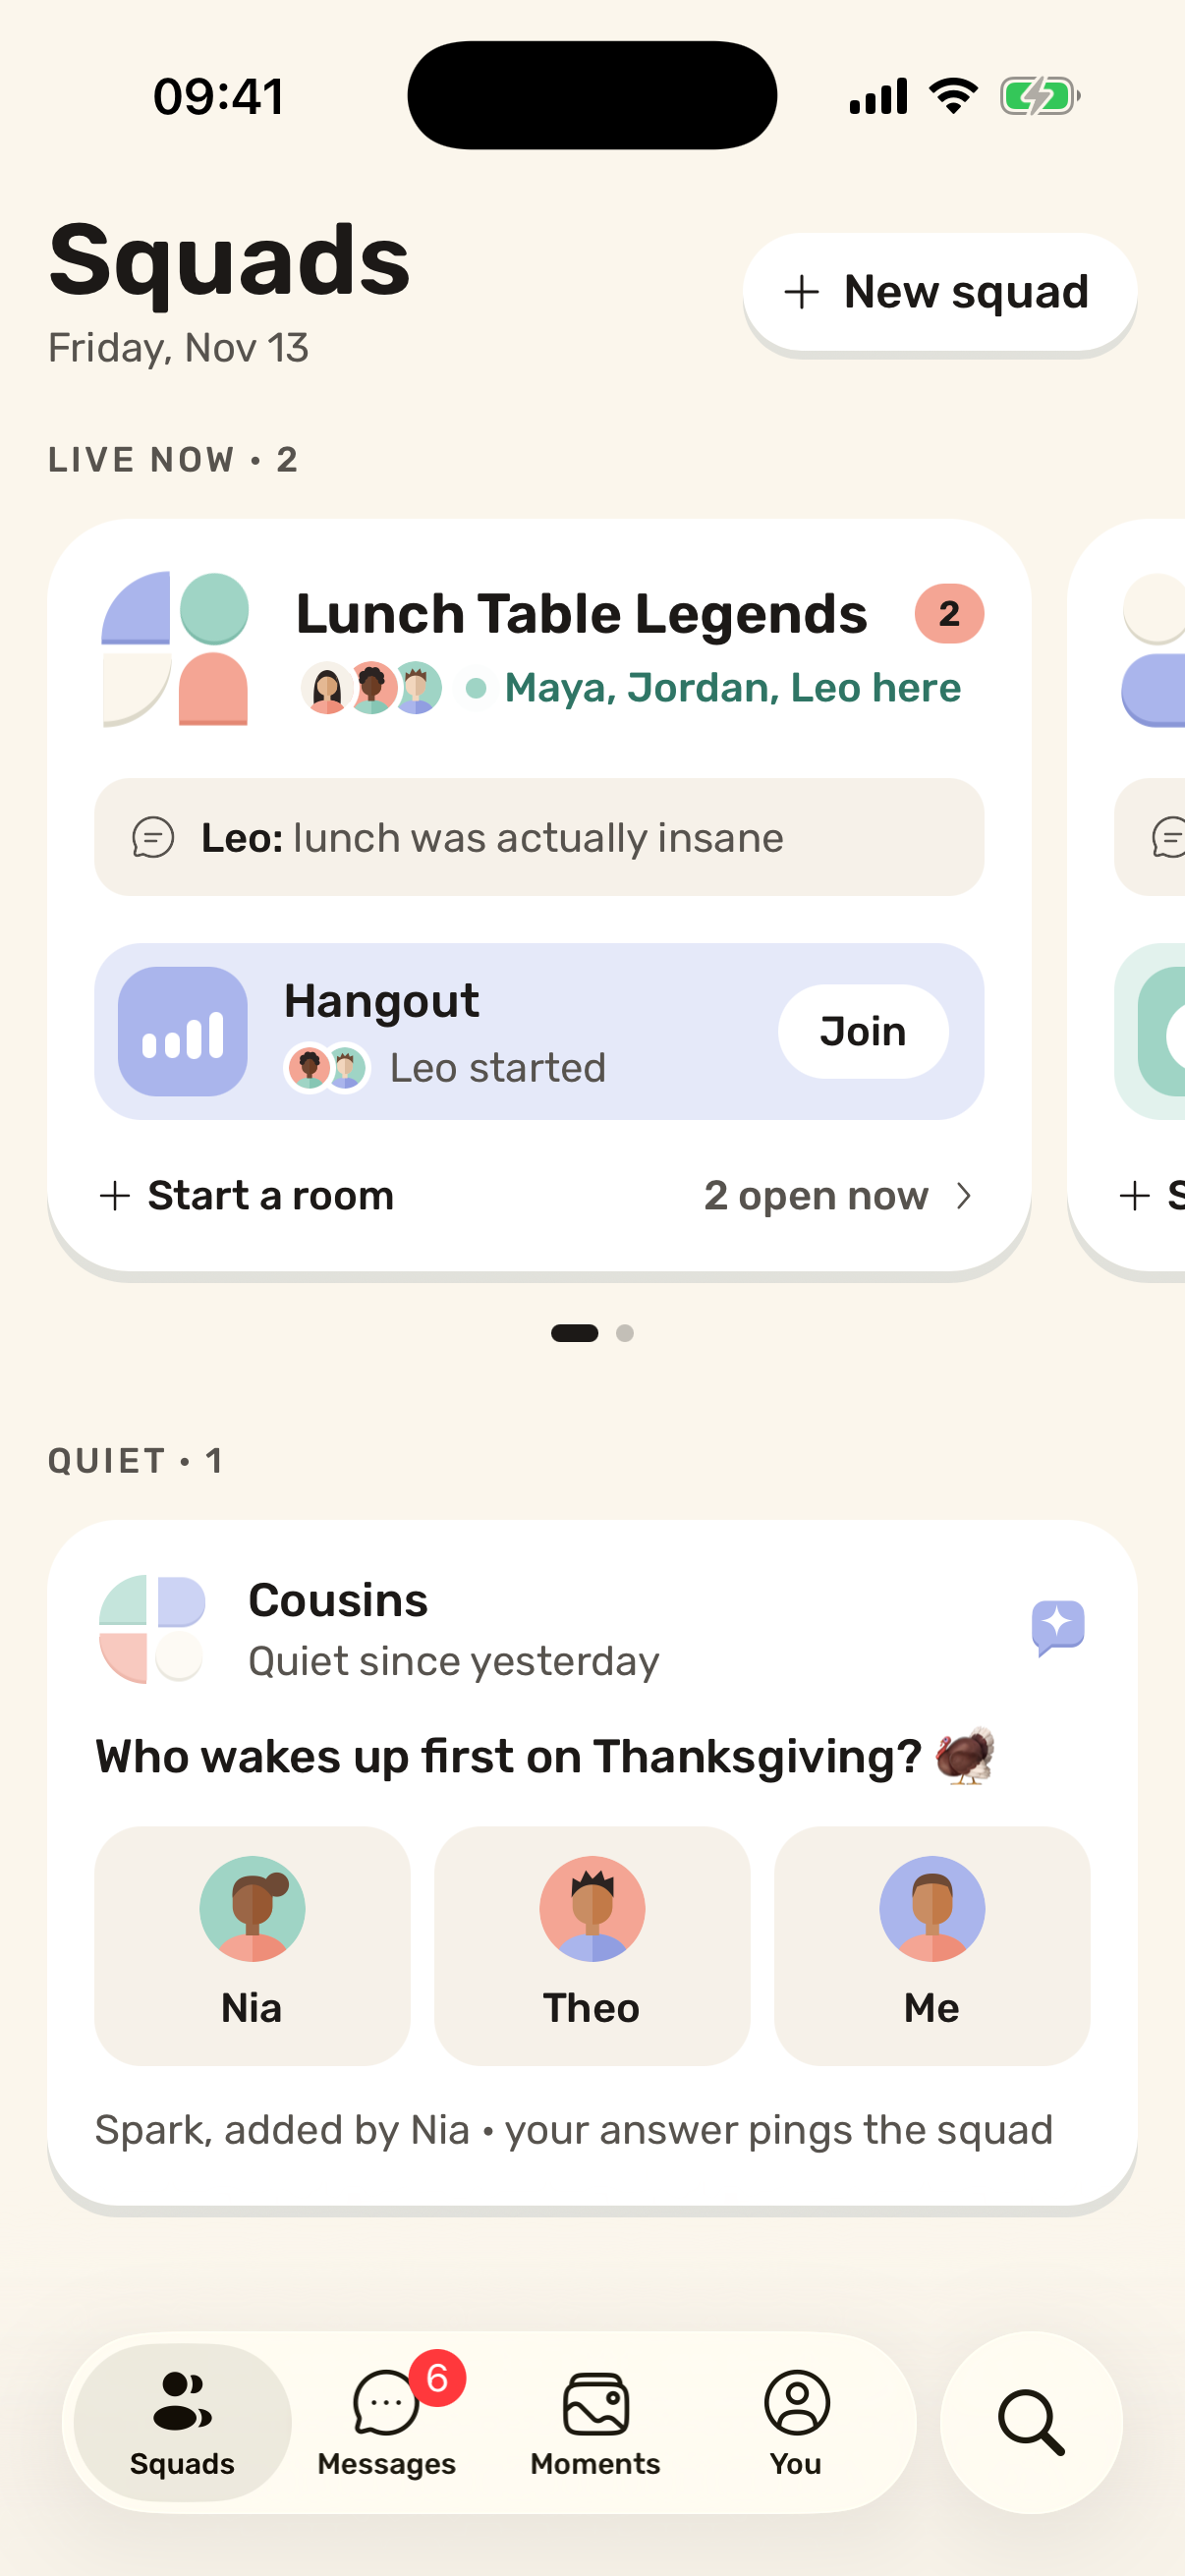 09:41
Squads
+ New squad
Friday, Nov 13
LIVE NOW • 2
Lunch Table Legends
2
Maya, Jordan, Leo here
Leo: lunch was actually insane
Hangout
Leo started
Join
+ Start a room
2 open now
QUIET • 1
Cousins
Quiet since yesterday
Who wakes up first on Thanksgiving? 🦃
Nia
Theo
Me
Spark, added by Nia • your answer pings the squad
6
Squads
Messages
Moments
You